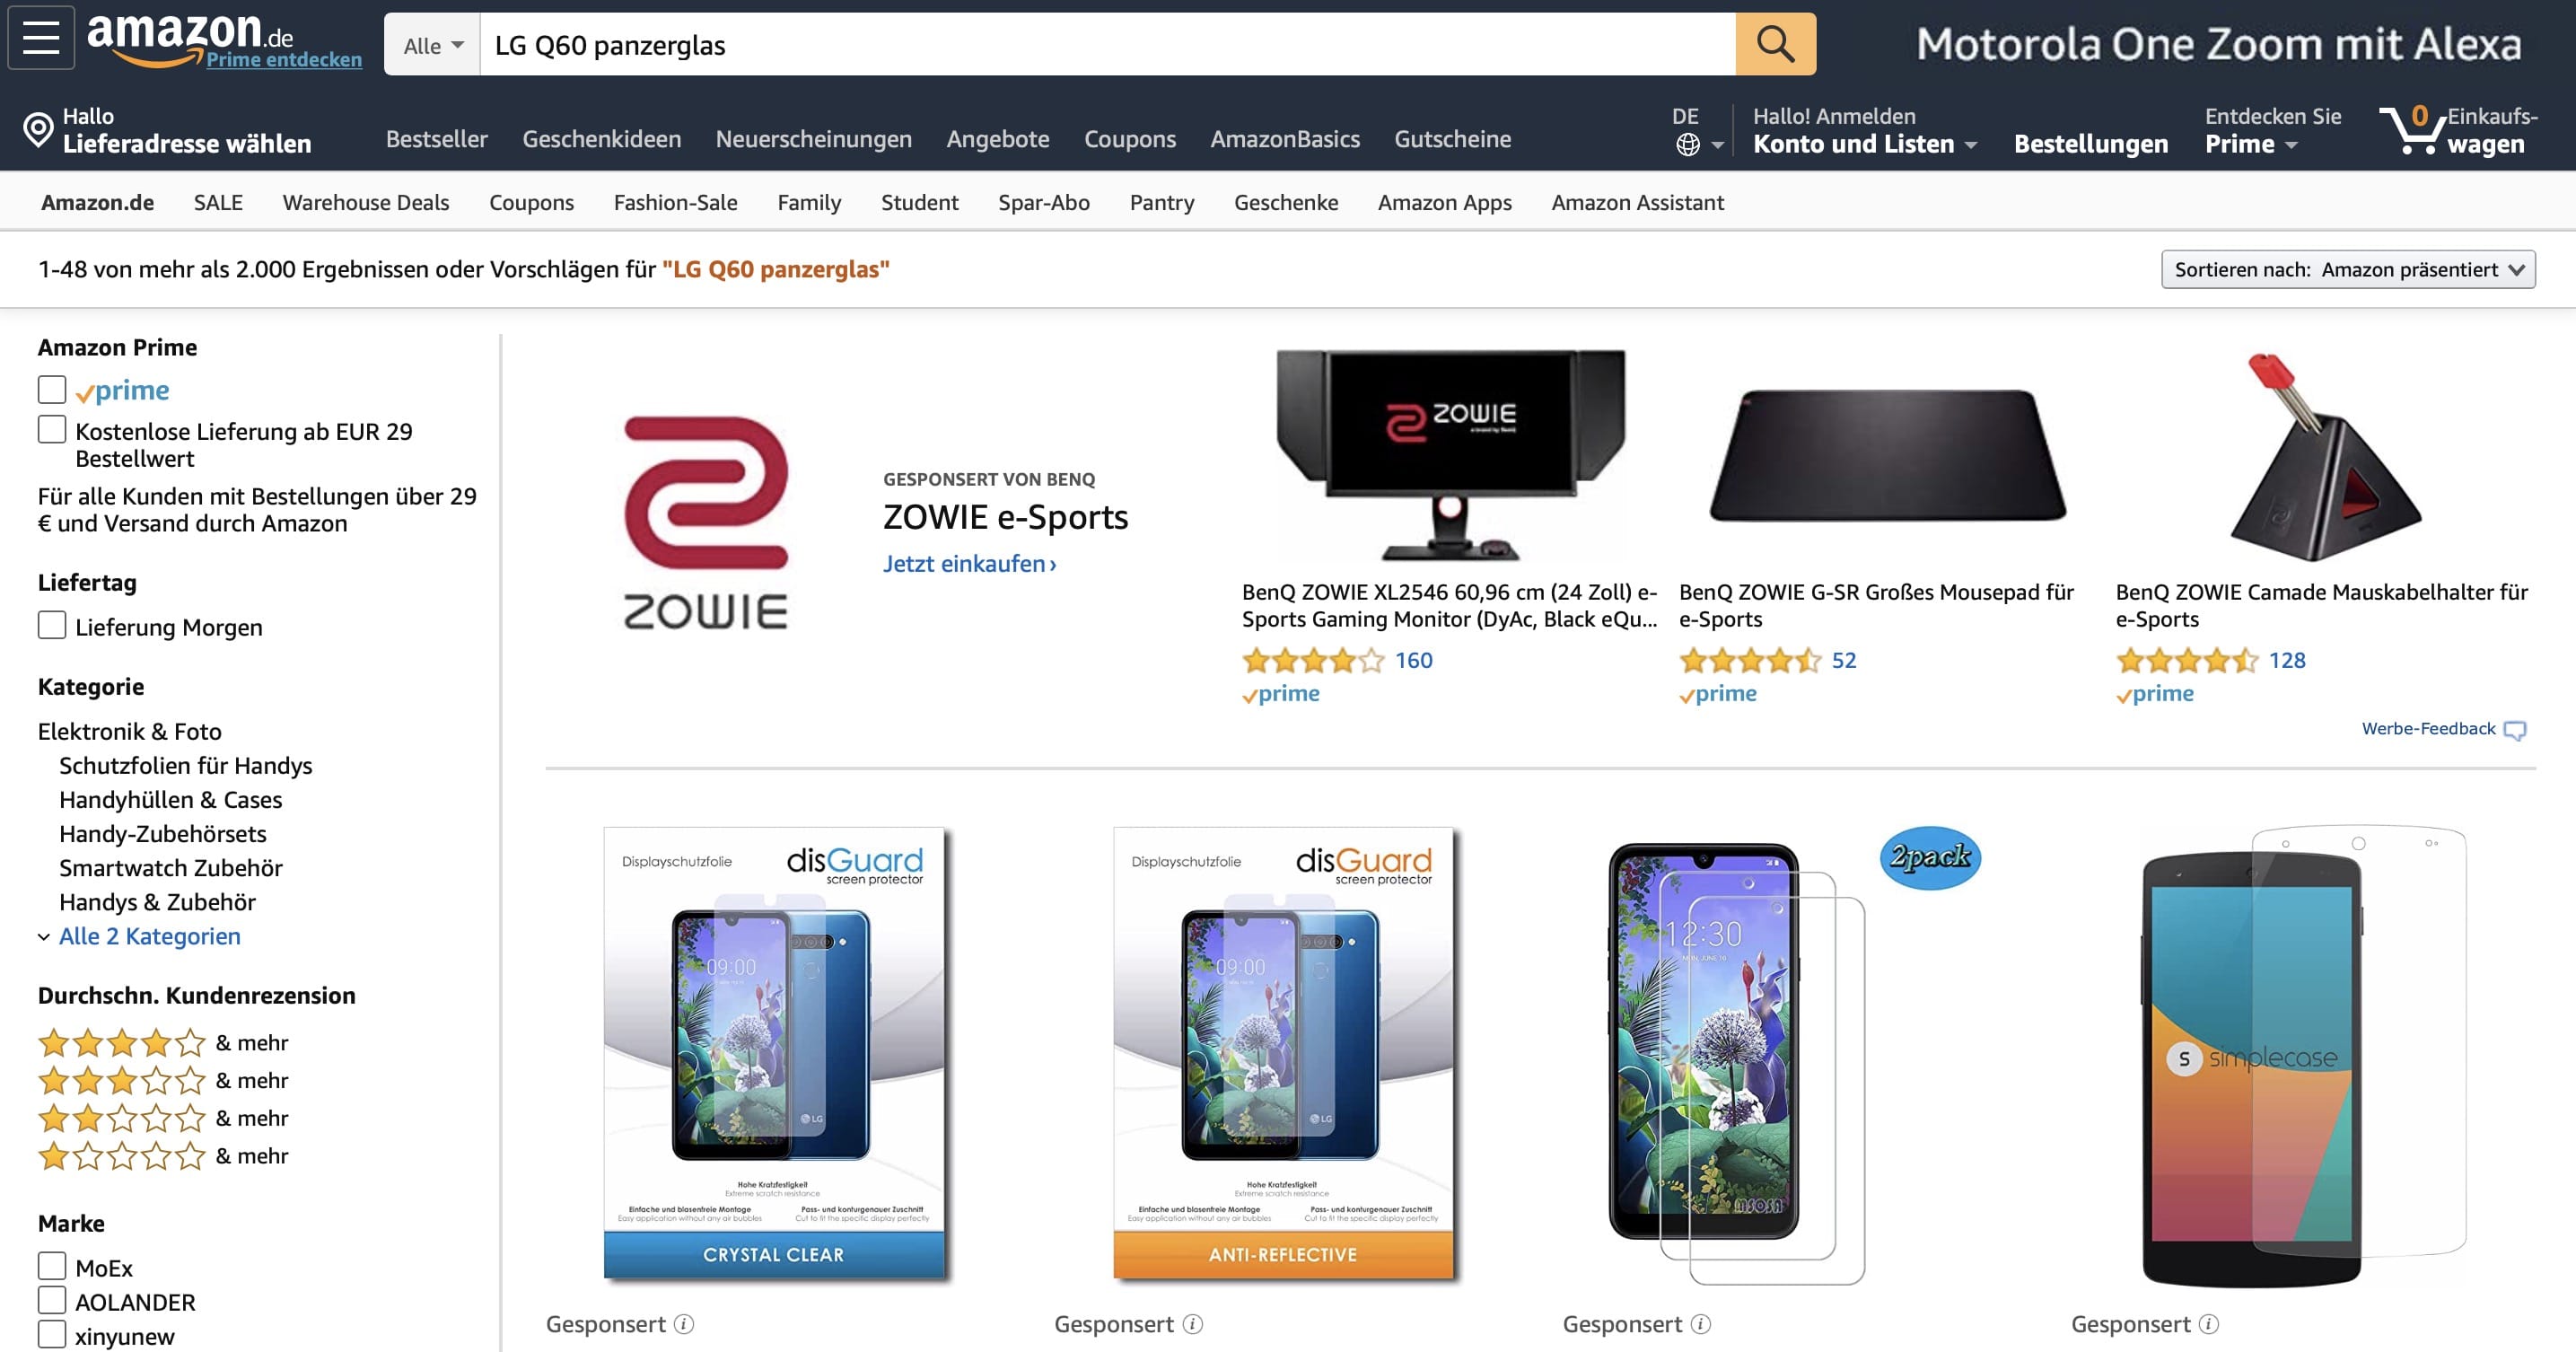 amazon.de
Prime entdecken
Alle
LG Q60 panzerglas
Motorola One Zoom mit Alexa
Hallo
Lieferadresse wählen
Bestseller Geschenkideen Neuerscheinungen Angebote Coupons AmazonBasics Gutscheine
DE
Hallo! Anmelden
Konto und Listen
Bestellungen
Entdecken Sie
Prime
0
Einkaufs-
wagen
Amazon.de SALE Warehouse Deals Coupons Fashion-Sale Family Student Spar-Abo Pantry Geschenke Amazon Apps Amazon Assistant
1-48 von mehr als 2.000 Ergebnissen oder Vorschlägen für "LG Q60 panzerglas"
Sortieren nach: Amazon präsentiert
Amazon Prime
prime
Kostenlose Lieferung ab EUR 29
Bestellwert
Für alle Kunden mit Bestellungen über 29
€ und Versand durch Amazon
Liefertag
Lieferung Morgen
Kategorie
Elektronik & Foto
Schutzfolien für Handys
Handyhüllen & Cases
Handy-Zubehörsets
Smartwatch Zubehör
Handys & Zubehör
Alle 2 Kategorien
Durchschn. Kundenrezension
& mehr
& mehr
& mehr
& mehr
Marke
MoEx
AOLANDER
xinyunew
ZOWIE
GESPONSERT VON BENQ
ZOWIE e-Sports
Jetzt einkaufen ›
ZOWIE
BenQ ZOWIE XL2546 60,96 cm (24 Zoll) e-
Sports Gaming Monitor (DyAc, Black eQu...
160
prime
BenQ ZOWIE G-SR Großes Mousepad für
e-Sports
52
prime
BenQ ZOWIE Camade Mauskabelhalter für
e-Sports
128
prime
Werbe-Feedback
Displayschutzfolie
disGuard
screen protector
09:00
LG
Hohe Kratzfestigkeit
Extreme scratch resistance
Einfache und blasenfreie Montage
Easy application without any air bubbles
Pass- und konturgenauer Zuschnitt
Cut to fit the specific display perfectly
CRYSTAL CLEAR
Gesponsert
Displayschutzfolie
disGuard
screen protector
09:00
LG
Hohe Kratzfestigkeit
Extreme scratch resistance
Einfache und blasenfreie Montage
Easy application without any air bubbles
Pass- und konturgenauer Zuschnitt
Cut to fit the specific display perfectly
ANTI-REFLECTIVE
Gesponsert
2pack
12:30
Gesponsert
S simplecase
Gesponsert